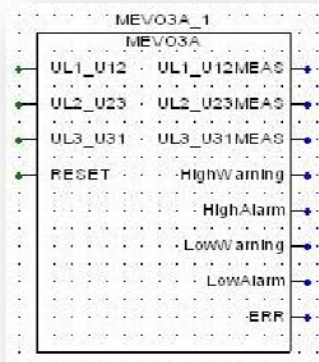 MEVO3A_1
MEVO3A
UL1_U12 UL1_U12MEAS
UL2_U23 UL2_U23MEAS
UL3_U31 UL3_U31MEAS
RESET HighWarning
HighAlarm
LowWarning
LowAlarm
ERR